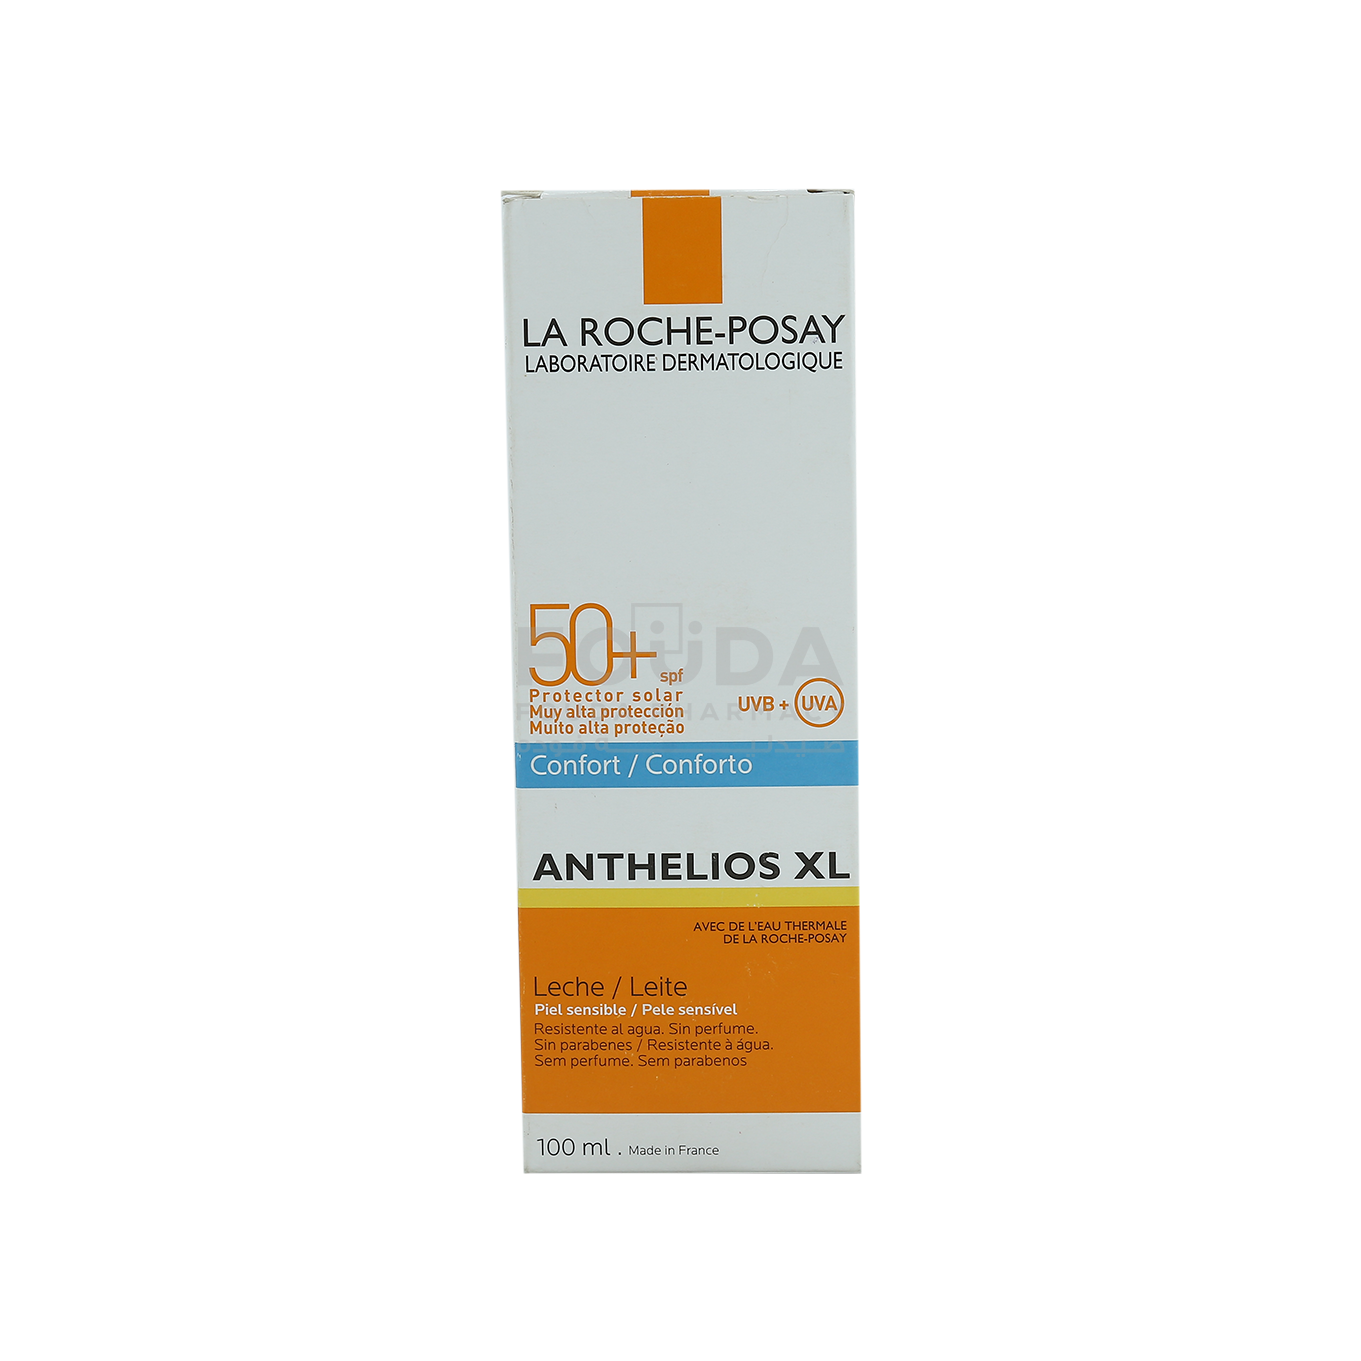 LA ROCHE-POSAY
LABORATOIRE DERMATOLOGIQUE
50+ spf
Protector solar
Muy alta protección
Muito alta proteção
UVB + UVA
Confort / Conforto
ANTHELIOS XL
AVEC DE L'EAU THERMALE
DE LA ROCHE-POSAY
Leche / Leite
Piel sensible / Pele sensível
Resistente al agua. Sin perfume.
Sin parabenes / Resistente à água.
Sem perfume. Sem parabenos
100 ml . Made in France